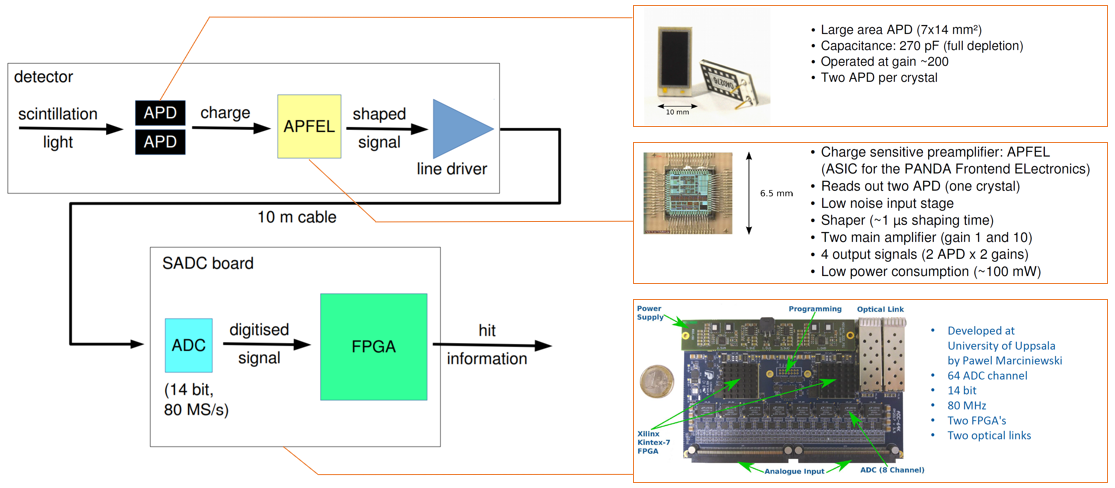 detector
scintillation
light
APD
APD
charge
APFEL
shaped
signal
line driver
10 m cable
SADC board
ADC
(14 bit,
80 MS/s)
digitised
signal
FPGA
hit
information
10 mm
• Large area APD (7x14 mm²)
• Capacitance: 270 pF (full depletion)
• Operated at gain ~200
• Two APD per crystal
6.5 mm
• Charge sensitive preamplifier: APFEL
(ASIC for the PANDA Frontend ELectronics)
• Reads out two APD (one crystal)
• Low noise input stage
• Shaper (~1 µs shaping time)
• Two main amplifier (gain 1 and 10)
• 4 output signals (2 APD x 2 gains)
• Low power consumption (~100 mW)
Power
Supply
Programming
Optical Link
Xilinx
Kintex-7
FPGA
Analogue Input
ADC (8 Channel)
• Developed at
University of Uppsala
by Pawel Marciniewski
• 64 ADC channel
• 14 bit
• 80 MHz
• Two FPGA's
• Two optical links